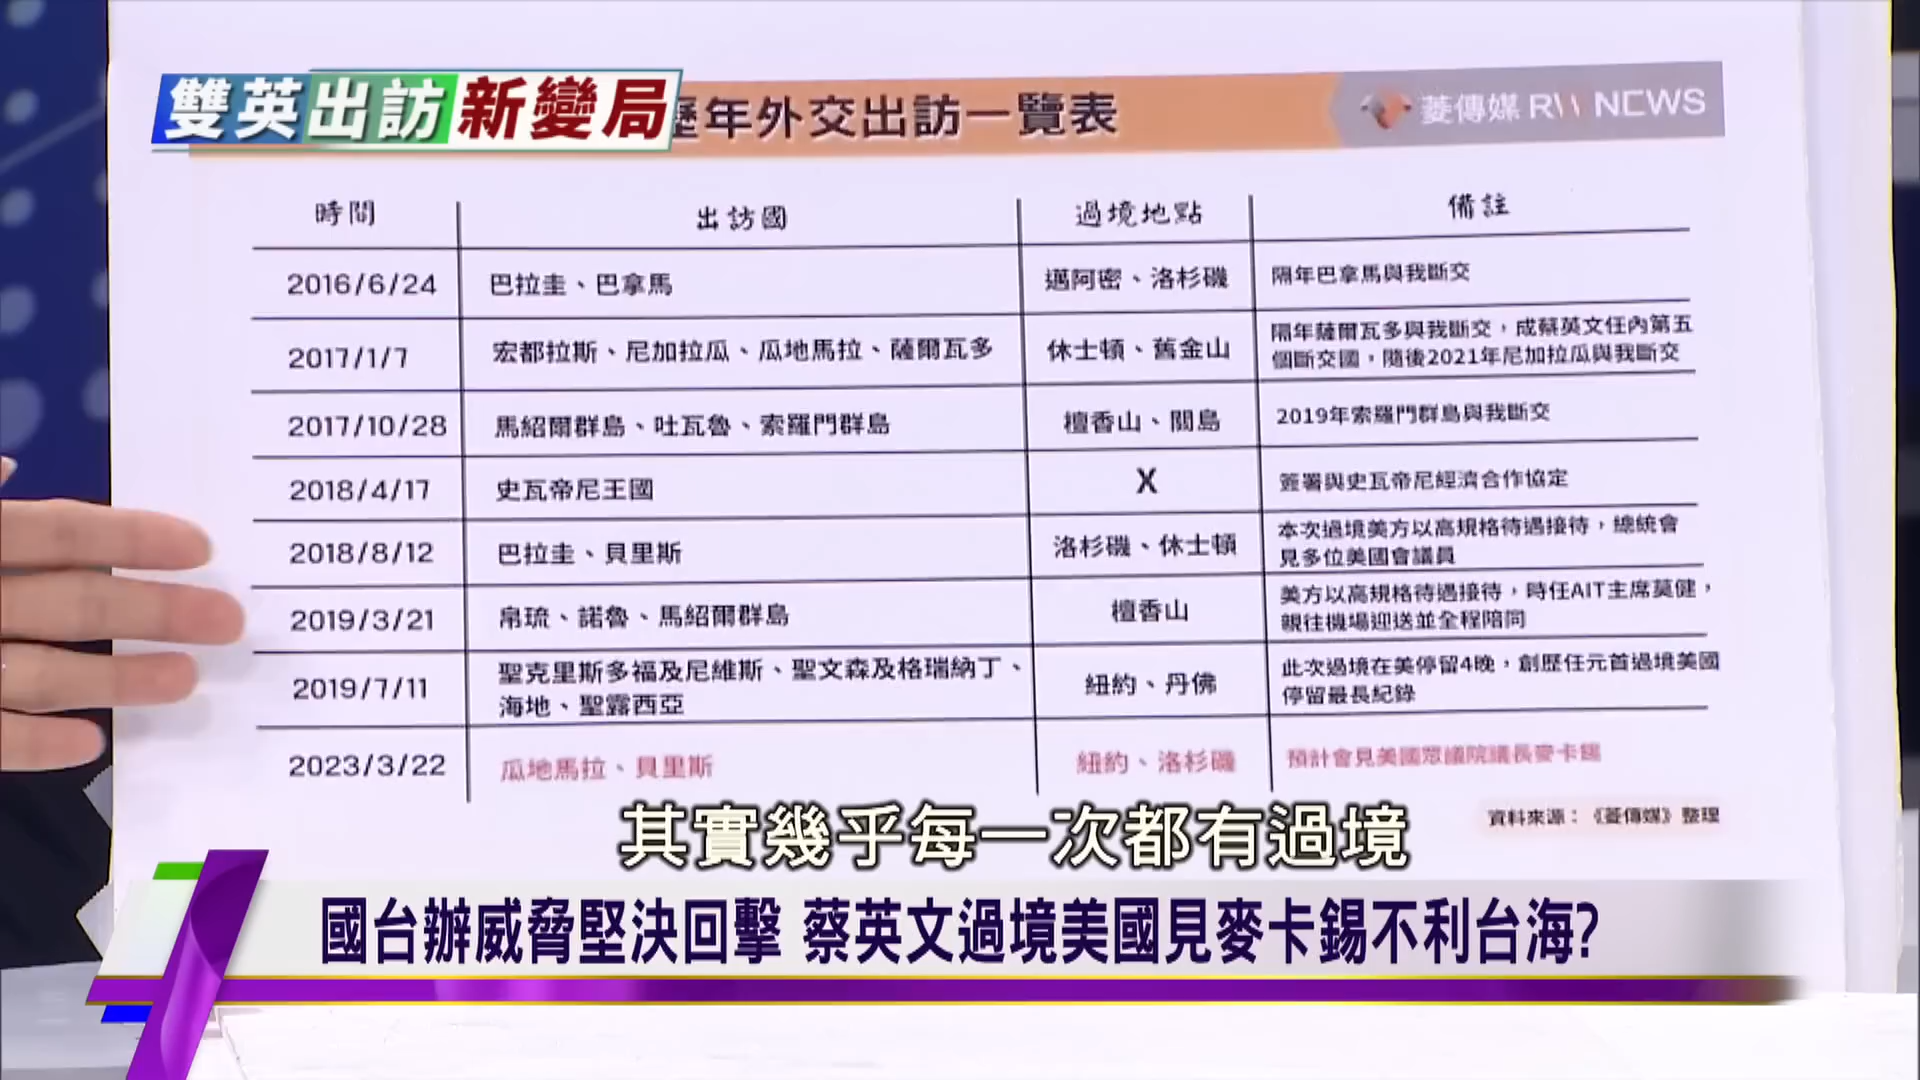 雙英出訪新變局
歷年外交出訪一覽表
菱傳媒 RW NEWS
時間 出訪國 過境地點 備註
2016/6/24 巴拉圭、巴拿馬 邁阿密、洛杉磯 隔年巴拿馬與我斷交
2017/1/7 宏都拉斯、尼加拉瓜、瓜地馬拉、薩爾瓦多 休士頓、舊金山 隔年薩爾瓦多與我斷交，成蔡英文任內第五
個斷交國，隨後2021年尼加拉瓜與我斷交
2017/10/28 馬紹爾群島、吐瓦魯、索羅門群島 檀香山、關島 2019年索羅門群島與我斷交
2018/4/17 史瓦帝尼王國 X 簽署與史瓦帝尼經濟合作協定
2018/8/12 巴拉圭、貝里斯 洛杉磯、休士頓 本次過境美方以高規格待遇接待，總統會
見多位美國會議員
2019/3/21 帛琉、諾魯、馬紹爾群島 檀香山 美方以高規格待遇接待，時任AIT主席莫健，
親往機場迎送並全程陪同
2019/7/11 聖克里斯多福及尼維斯、聖文森及格瑞納丁、
海地、聖露西亞 紐約、丹佛 此次過境在美停留4晚，創歷任元首過境美國
停留最長紀錄
2023/3/22 瓜地馬拉、貝里斯 紐約、洛杉磯 預計會見美國眾議院議長麥卡錫
資料來源：《菱傳媒》整理
其實幾乎每一次都有過境
國台辦威脅堅決回擊 蔡英文過境美國見麥卡錫不利台海?